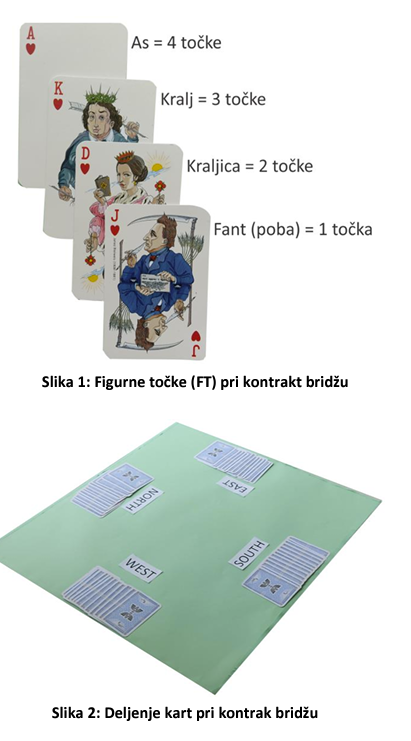 A
As = 4 točke
K
Kralj = 3 točke
D
Kraljica = 2 točke
J
Fant (poba) = 1 točka
J
Slika 1: Figurne točke (FT) pri kontrakt bridžu
EAST
NORTH
SOUTH
WEST
Slika 2: Deljenje kart pri kontrak bridžu